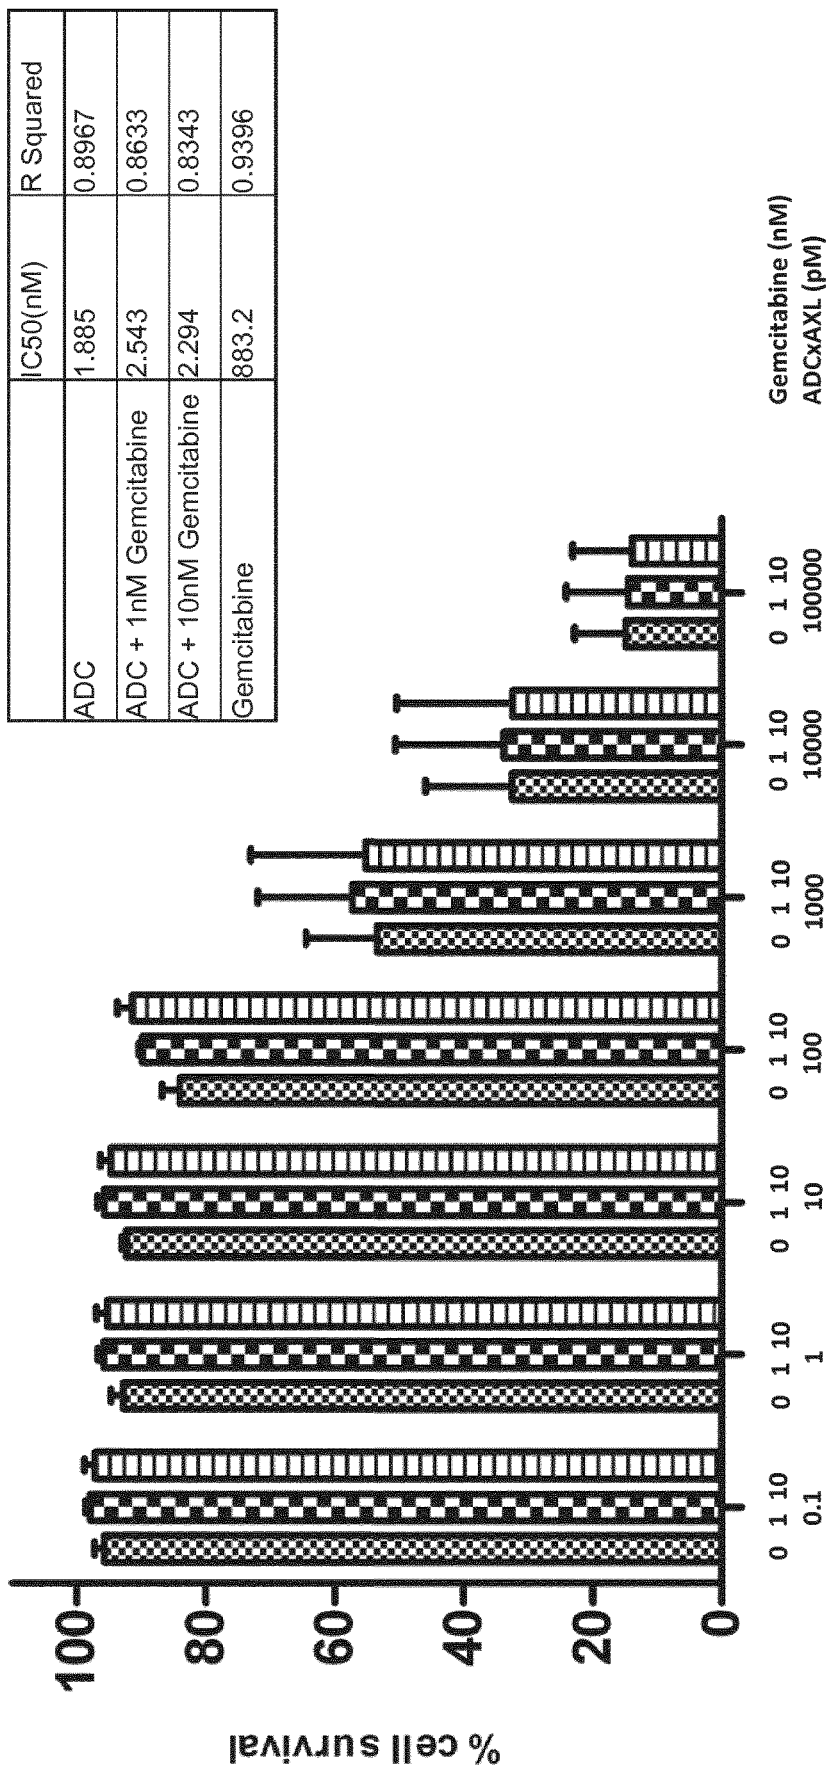 IC50(nM) R Squared
ADC 1.885 0.8967
ADC + 1nM Gemcitabine 2.543 0.8633
ADC + 10nM Gemcitabine 2.294 0.8343
Gemcitabine 883.2 0.9396
% cell survival
100
80
60
40
20
0
0 1 10 0 1 10 0 1 10 0 1 10 0 1 10 0 1 10 0 1 10 Gemcitabine (nM)
0.1 1 10 100 1000 10000 100000 ADCxAXL (pM)